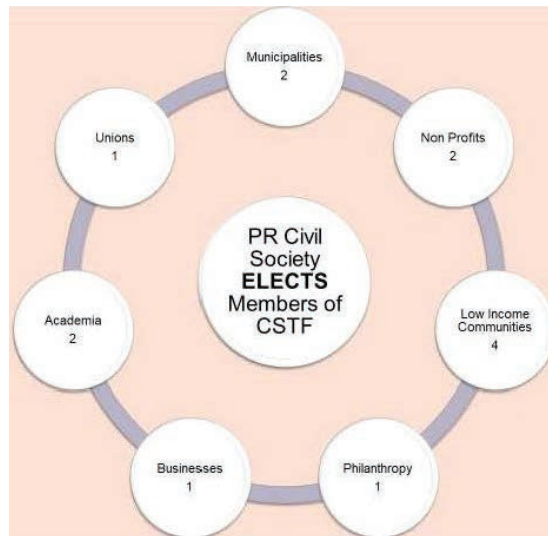 Municipalities
2
Non Profits
2
Low Income
Communities
4
Philanthropy
1
Businesses
1
Academia
2
Unions
1
PR Civil
Society
ELECTS
Members of
CSTF